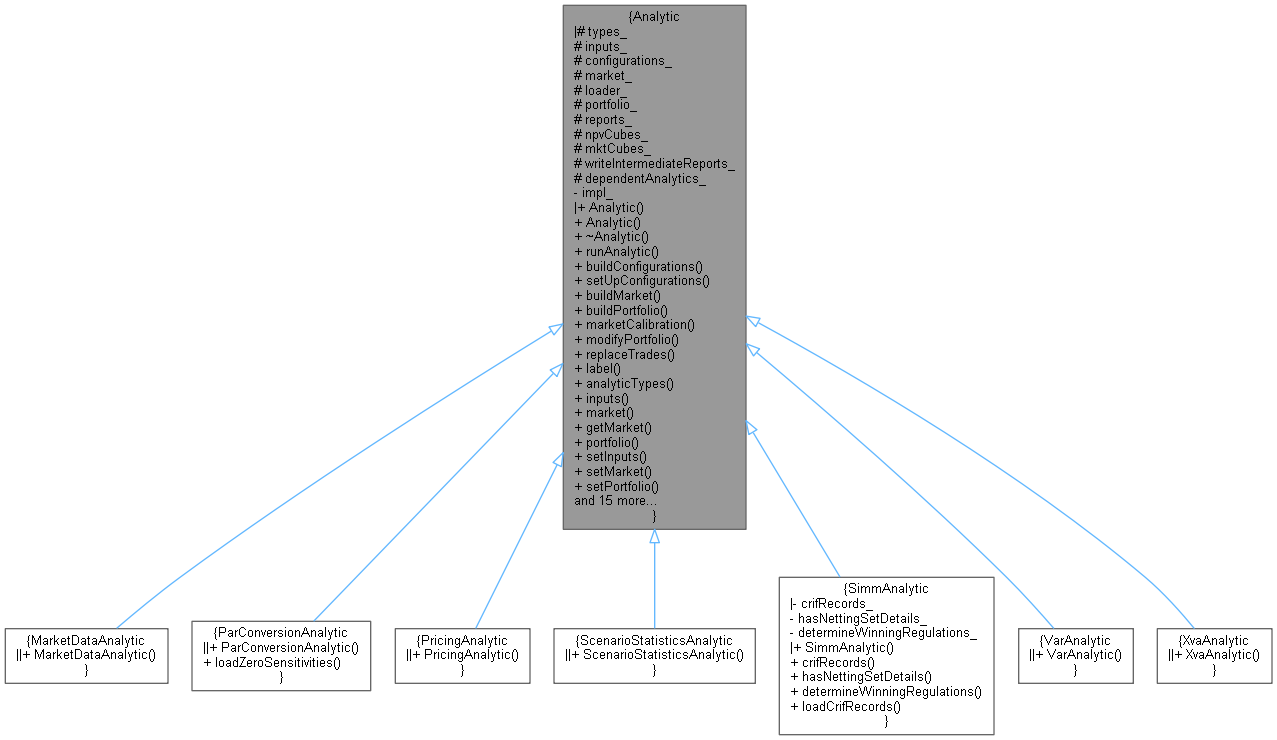 {Analytic
|# types_
# inputs_
# configurations_
# market_
# loader_
# portfolio_
# reports_
# npvCubes_
# mktCubes_
# writeIntermediateReports_
# dependentAnalytics_
- impl_
|+ Analytic()
+ Analytic()
+ ~Analytic()
+ runAnalytic()
+ buildConfigurations()
+ setUpConfigurations()
+ buildMarket()
+ buildPortfolio()
+ marketCalibration()
+ modifyPortfolio()
+ replaceTrades()
+ label()
+ analyticTypes()
+ inputs()
+ market()
+ getMarket()
+ portfolio()
+ setInputs()
+ setMarket()
+ setPortfolio()
and 15 more...
}
{MarketDataAnalytic
||+ MarketDataAnalytic()
}
{ParConversionAnalytic
||+ ParConversionAnalytic()
+ loadZeroSensitivities()
}
{PricingAnalytic
||+ PricingAnalytic()
}
{ScenarioStatisticsAnalytic
||+ ScenarioStatisticsAnalytic()
}
{SimmAnalytic
|- crifRecords_
- hasNettingSetDetails_
- determineWinningRegulations_
|+ SimmAnalytic()
+ crifRecords()
+ hasNettingSetDetails()
+ determineWinningRegulations()
+ loadCrifRecords()
}
{VarAnalytic
||+ VarAnalytic()
}
{XvaAnalytic
||+ XvaAnalytic()
}